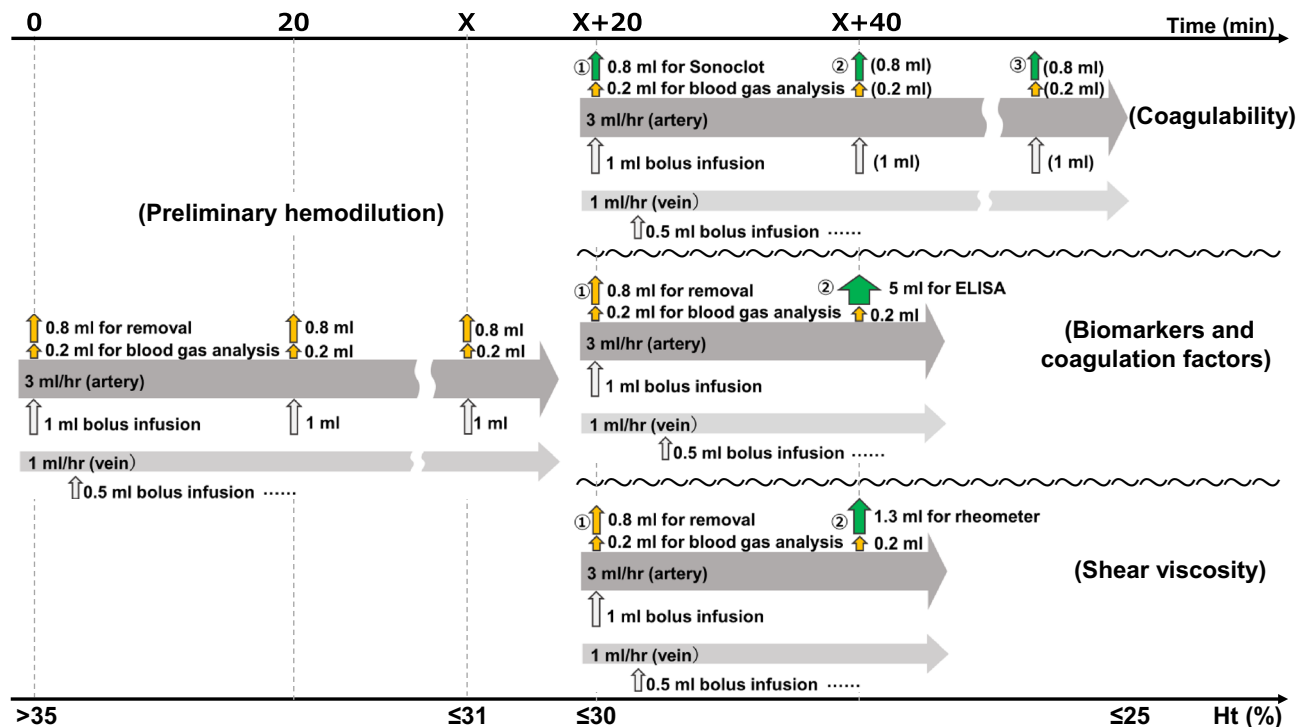 0 20 X X+20 X+40 Time (min)
① 0.8 ml for Sonoclot ② (0.8 ml) ③ (0.8 ml)
0.2 ml for blood gas analysis (0.2 ml) (0.2 ml)
3 ml/hr (artery)
(Coagulability)
1 ml bolus infusion (1 ml) (1 ml)
1 ml/hr (vein)
0.5 ml bolus infusion ······
(Preliminary hemodilution)
0.8 ml for removal 0.8 ml 0.8 ml
0.2 ml for blood gas analysis 0.2 ml 0.2 ml
3 ml/hr (artery)
1 ml bolus infusion 1 ml 1 ml
1 ml/hr (vein)
0.5 ml bolus infusion ······
① 0.8 ml for removal ② 5 ml for ELISA
0.2 ml for blood gas analysis 0.2 ml
3 ml/hr (artery)
(Biomarkers and
coagulation factors)
1 ml bolus infusion
1 ml/hr (vein)
0.5 ml bolus infusion ······
① 0.8 ml for removal ② 1.3 ml for rheometer
0.2 ml for blood gas analysis 0.2 ml
3 ml/hr (artery)
(Shear viscosity)
1 ml bolus infusion
1 ml/hr (vein)
0.5 ml bolus infusion ······
>35 ≤31 ≤30 ≤25 Ht (%)